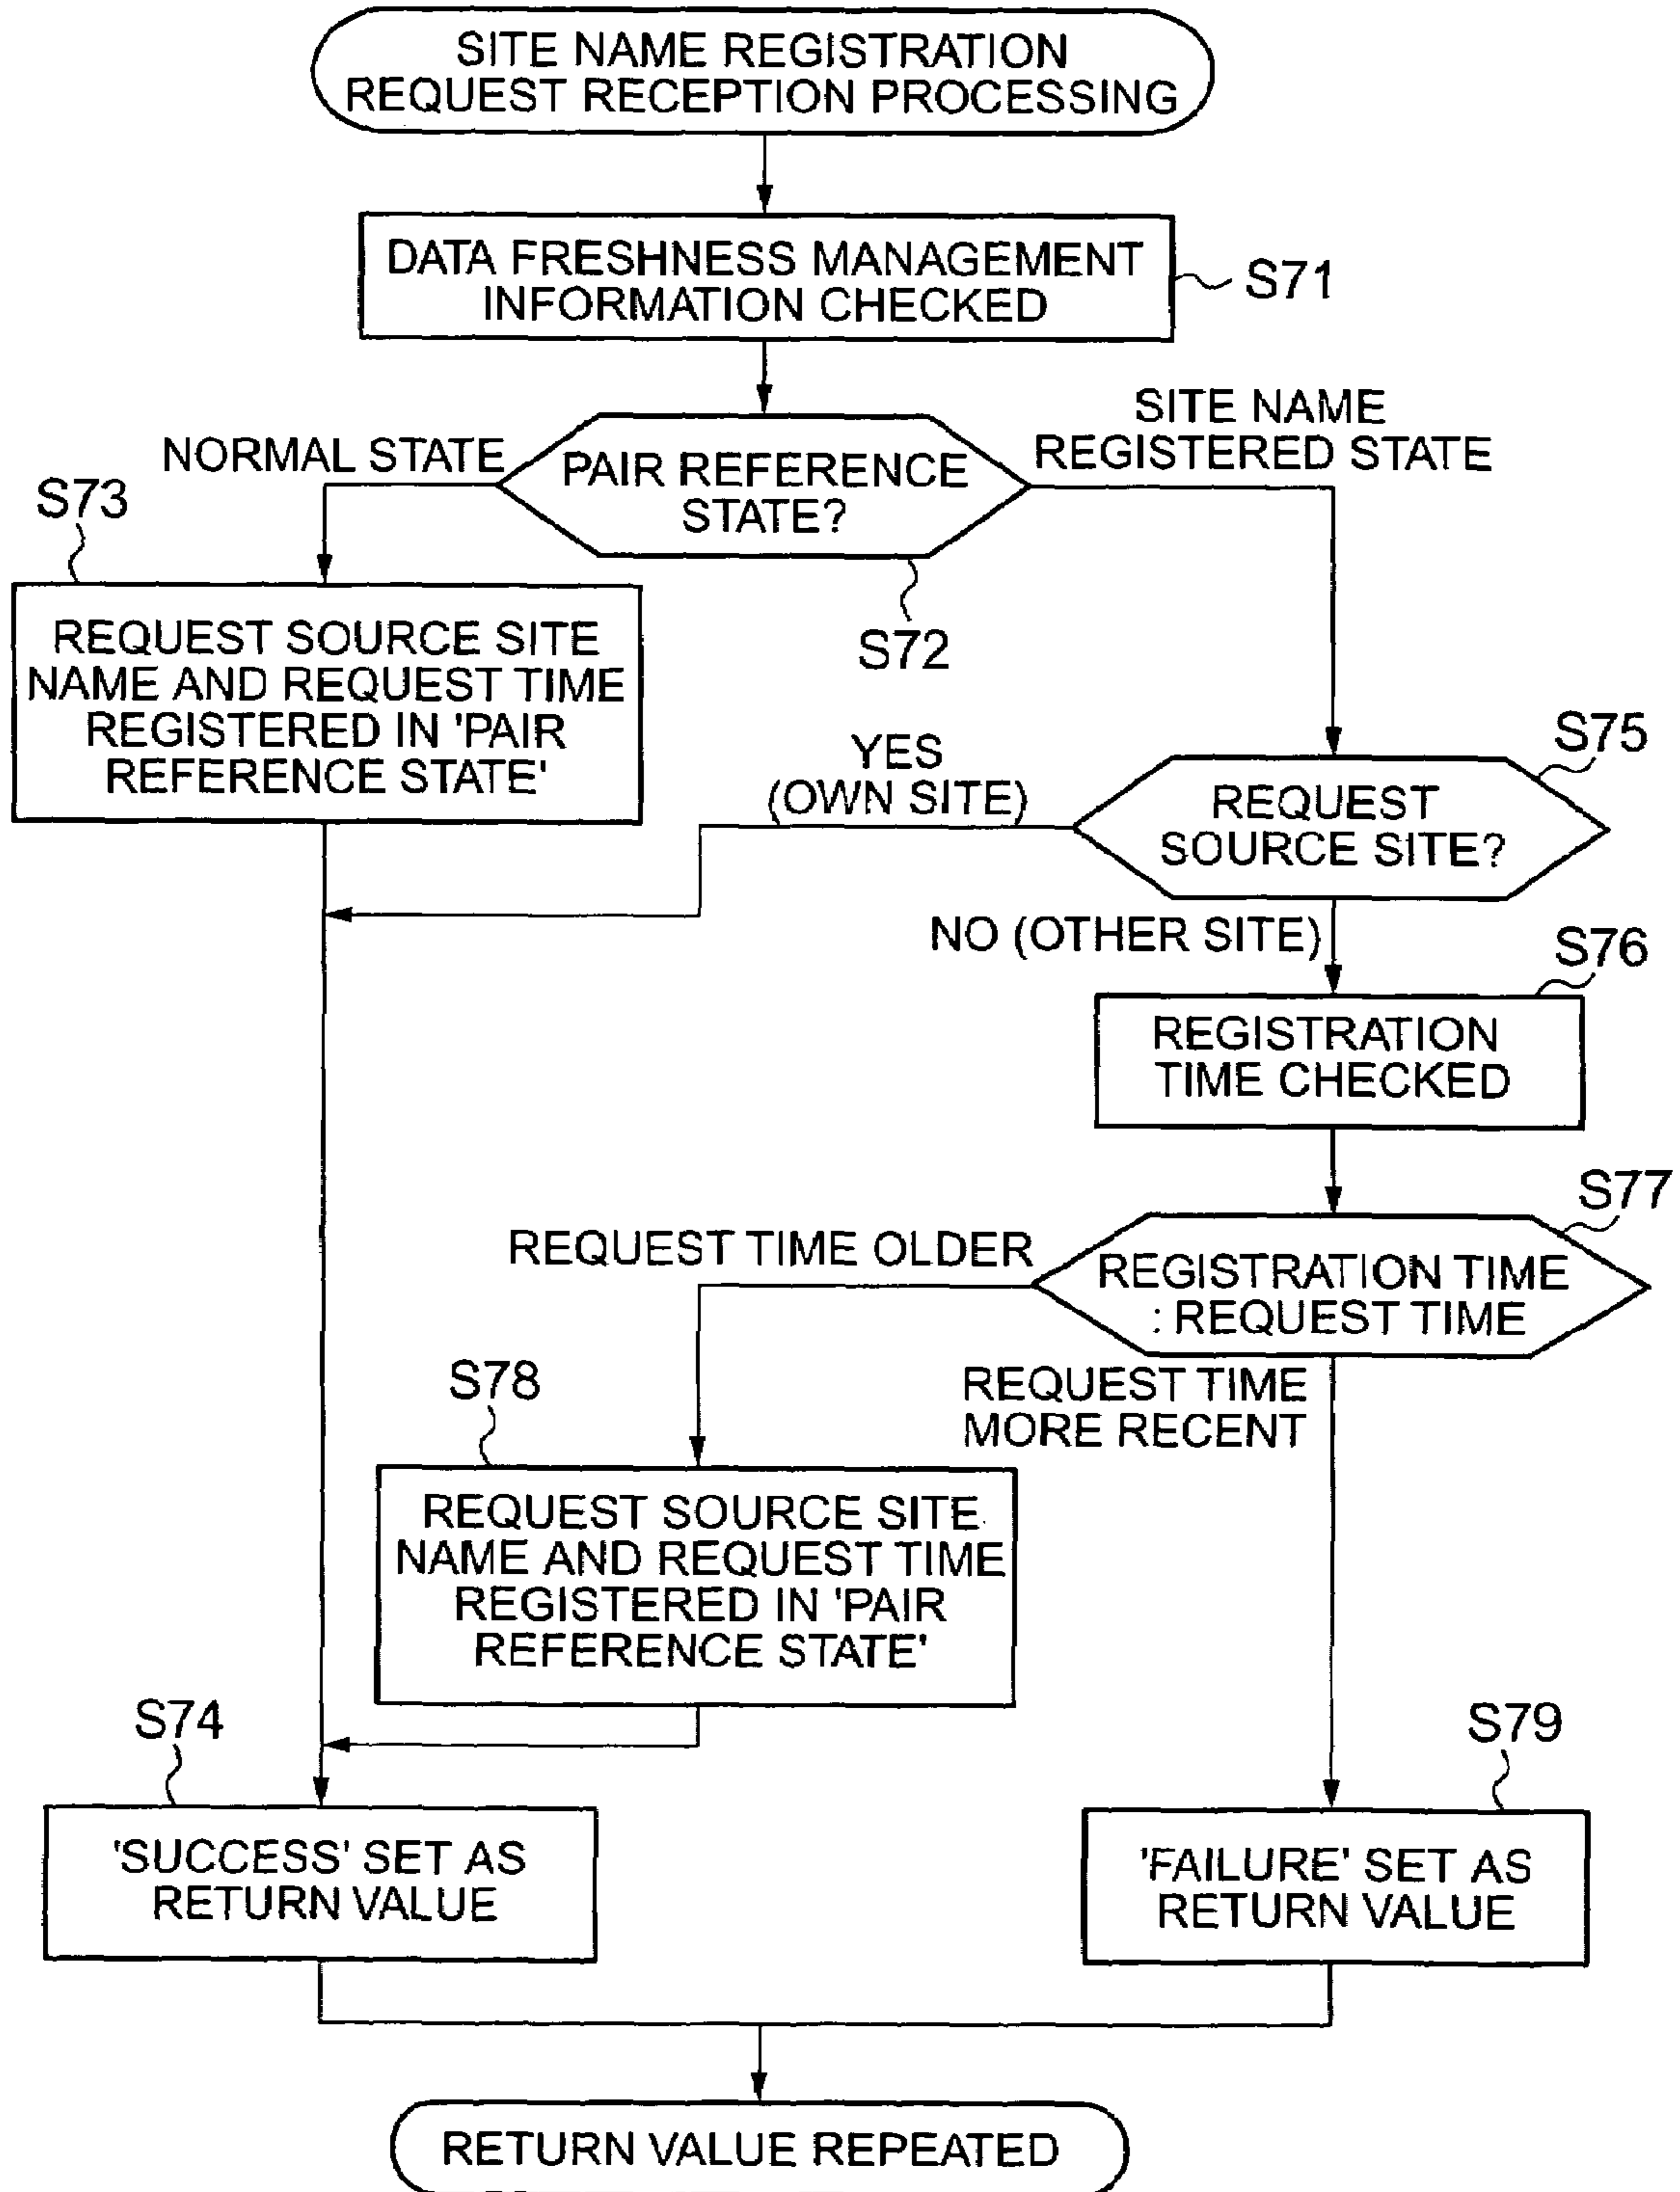 SITE NAME REGISTRATION
REQUEST RECEPTION PROCESSING
DATA FRESHNESS MANAGEMENT
INFORMATION CHECKED
S71
NORMAL STATE
PAIR REFERENCE
STATE?
SITE NAME
REGISTERED STATE
S72
S73
REQUEST SOURCE SITE
NAME AND REQUEST TIME
REGISTERED IN 'PAIR
REFERENCE STATE'
YES
(OWN SITE)
S75
REQUEST
SOURCE SITE?
NO (OTHER SITE)
S76
REGISTRATION
TIME CHECKED
S77
REQUEST TIME OLDER
REGISTRATION TIME
: REQUEST TIME
REQUEST TIME
MORE RECENT
S78
REQUEST SOURCE SITE
NAME AND REQUEST TIME
REGISTERED IN 'PAIR
REFERENCE STATE'
S74
'SUCCESS' SET AS
RETURN VALUE
S79
'FAILURE' SET AS
RETURN VALUE
RETURN VALUE REPEATED